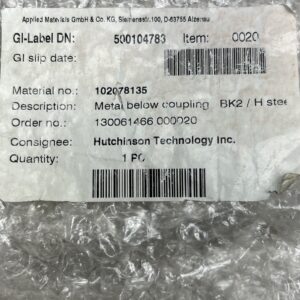 Applied Materials GmbH & Co. KG, Siemensstr.100, D-63755 Alzenau
GI-Label DN: 500104783 Item: 0020
GI slip date:
Material no.: 102078135
Description: Metal below coupling BK2 / H stee
Order no.: 130061466 000020
Consignee: Hutchinson Technology Inc.
Quantity: 1 PC